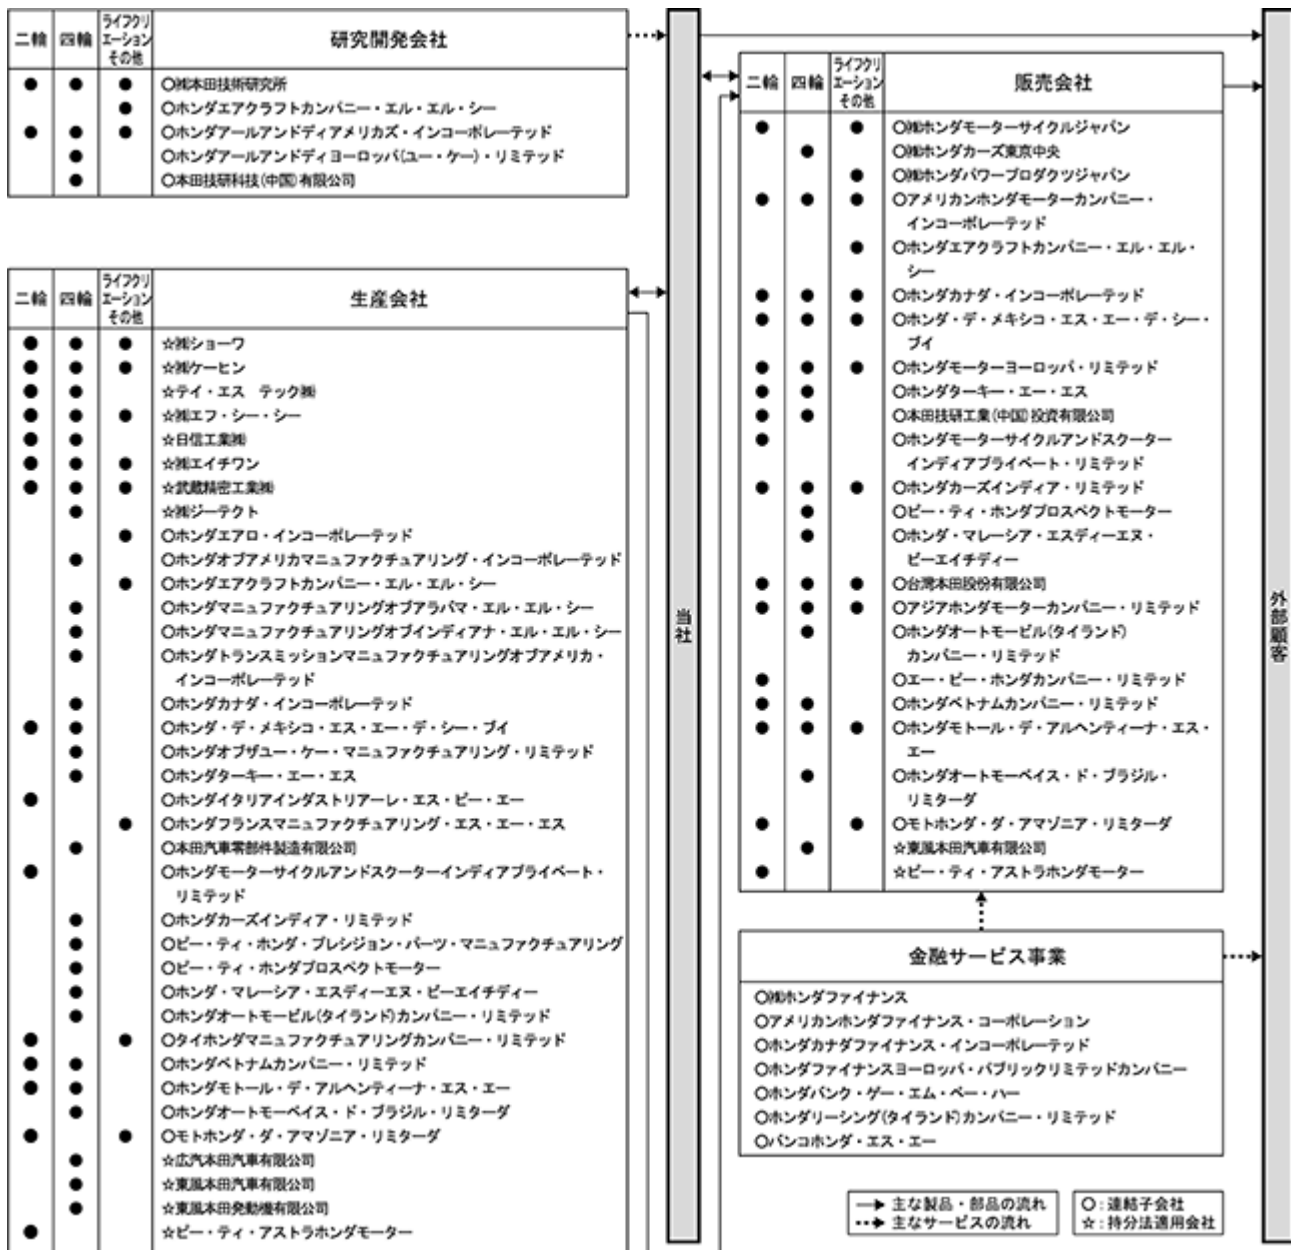 二輪 四輪 ライフクリエーションその他 研究開発会社
● ● ● ○㈱本田技術研究所
● ○ホンダエアクラフトカンパニー・エル・エル・シー
● ● ● ○ホンダアールアンドディアメリカズ・インコーポレーテッド
● ○ホンダアールアンドディヨーロッパ(ユー・ケー)・リミテッド
● ○本田技研科技(中国)有限公司
二輪 四輪 ライフクリエーションその他 生産会社
● ● ● ☆㈱ショーワ
● ● ● ☆㈱ケーヒン
● ● ☆テイ・エス テック㈱
● ● ● ☆㈱エフ・シー・シー
● ● ☆日信工業㈱
● ● ● ☆㈱エイチワン
● ● ● ☆武蔵精密工業㈱
● ☆㈱ジーテクト
● ○ホンダエアロ・インコーポレーテッド
● ○ホンダオブアメリカマニュファクチュアリング・インコーポレーテッド
● ○ホンダエアクラフトカンパニー・エル・エル・シー
● ○ホンダマニュファクチュアリングオブアラバマ・エル・エル・シー
● ○ホンダマニュファクチュアリングオブインディアナ・エル・エル・シー
● ○ホンダトランスミッションマニュファクチュアリングオブアメリカ・
インコーポレーテッド
● ○ホンダカナダ・インコーポレーテッド
● ● ○ホンダ・デ・メキシコ・エス・エー・デ・シー・ブイ
● ○ホンダオブザユー・ケー・マニュファクチュアリング・リミテッド
● ○ホンダターキー・エー・エス
● ○ホンダイタリアインダストリアーレ・エス・ピー・エー
● ○ホンダフランスマニュファクチュアリング・エス・エー・エス
● ○本田汽車零部件製造有限公司
● ○ホンダモーターサイクルアンドスクーターインディアプライベート・
リミテッド
● ○ホンダカーズインディア・リミテッド
● ○ピー・ティ・ホンダ・プレシジョン・パーツ・マニュファクチュアリング
● ○ピー・ティ・ホンダプロスペクトモーター
● ○ホンダ・マレーシア・エスディーエヌ・ビーエイチディー
● ○ホンダオートモービル(タイランド)カンパニー・リミテッド
● ● ○タイホンダマニュファクチュアリングカンパニー・リミテッド
● ● ○ホンダベトナムカンパニー・リミテッド
● ● ○ホンダモトール・デ・アルヘンティーナ・エス・エー
● ○ホンダオートモーベイス・ド・ブラジル・リミターダ
● ● ○モトホンダ・ダ・アマゾニア・リミターダ
● ☆広汽本田汽車有限公司
● ☆東風本田汽車有限公司
● ☆東風本田発動機有限公司
● ☆ピー・ティ・アストラホンダモーター
当社
二輪 四輪 ライフクリエーションその他 販売会社
● ● ○㈱ホンダモーターサイクルジャパン
● ○㈱ホンダカーズ東京中央
● ○㈱ホンダパワープロダクツジャパン
● ● ● ○アメリカンホンダモーターカンパニー・
インコーポレーテッド
● ○ホンダエアクラフトカンパニー・エル・エル・
シー
● ● ● ○ホンダカナダ・インコーポレーテッド
● ● ● ○ホンダ・デ・メキシコ・エス・エー・デ・シー・
ブイ
● ● ● ○ホンダモーターヨーロッパ・リミテッド
● ● ○ホンダターキー・エー・エス
● ● ○本田技研工業(中国)投資有限公司
● ○ホンダモーターサイクルアンドスクーター
インディアプライベート・リミテッド
● ● ● ○ホンダカーズインディア・リミテッド
● ○ピー・ティ・ホンダプロスペクトモーター
● ○ホンダ・マレーシア・エスディーエヌ・
ビーエイチディー
● ● ● ○台灣本田股份有限公司
● ● ● ○アジアホンダモーターカンパニー・リミテッド
● ○ホンダオートモービル(タイランド)
カンパニー・リミテッド
● ○エー・ピー・ホンダカンパニー・リミテッド
● ● ○ホンダベトナムカンパニー・リミテッド
● ● ● ○ホンダモトール・デ・アルヘンティーナ・エス・
エー
● ○ホンダオートモーベイス・ド・ブラジル・
リミターダ
● ● ○モトホンダ・ダ・アマゾニア・リミターダ
● ☆東風本田汽車有限公司
● ☆ピー・ティ・アストラホンダモーター
金融サービス事業
○㈱ホンダファイナンス
○アメリカンホンダファイナンス・コーポレーション
○ホンダカナダファイナンス・インコーポレーテッド
○ホンダファイナンスヨーロッパ・パブリックリミテッドカンパニー
○ホンダバンク・ゲー・エム・ベー・ハー
○ホンダリーシング(タイランド)カンパニー・リミテッド
○バンコホンダ・エス・エー
外部顧客
→ 主な製品・部品の流れ
主なサービスの流れ
○:連結子会社
☆:持分法適用会社